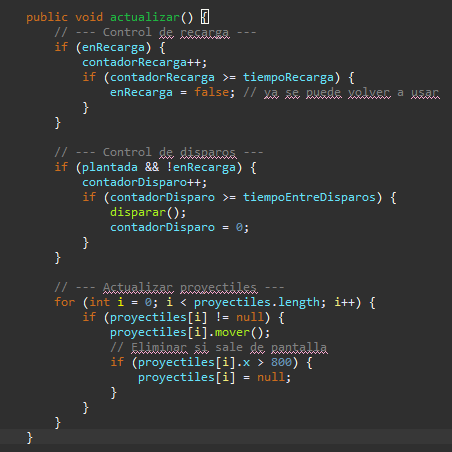 public void actualizar() {
    // --- Control de recarga ---
    if (enRecarga) {
        contadorRecarga++;
        if (contadorRecarga >= tiempoRecarga) {
            enRecarga = false; // ya se puede volver a usar
        }
    }

    // --- Control de disparos ---
    if (plantada && !enRecarga) {
        contadorDisparo++;
        if (contadorDisparo >= tiempoEntreDisparos) {
            disparar();
            contadorDisparo = 0;
        }
    }

    // --- Actualizar proyectiles ---
    for (int i = 0; i < proyectiles.length; i++) {
        if (proyectiles[i] != null) {
            proyectiles[i].mover();
            // Eliminar si sale de pantalla
            if (proyectiles[i].x > 800) {
                proyectiles[i] = null;
            }
        }
    }
}